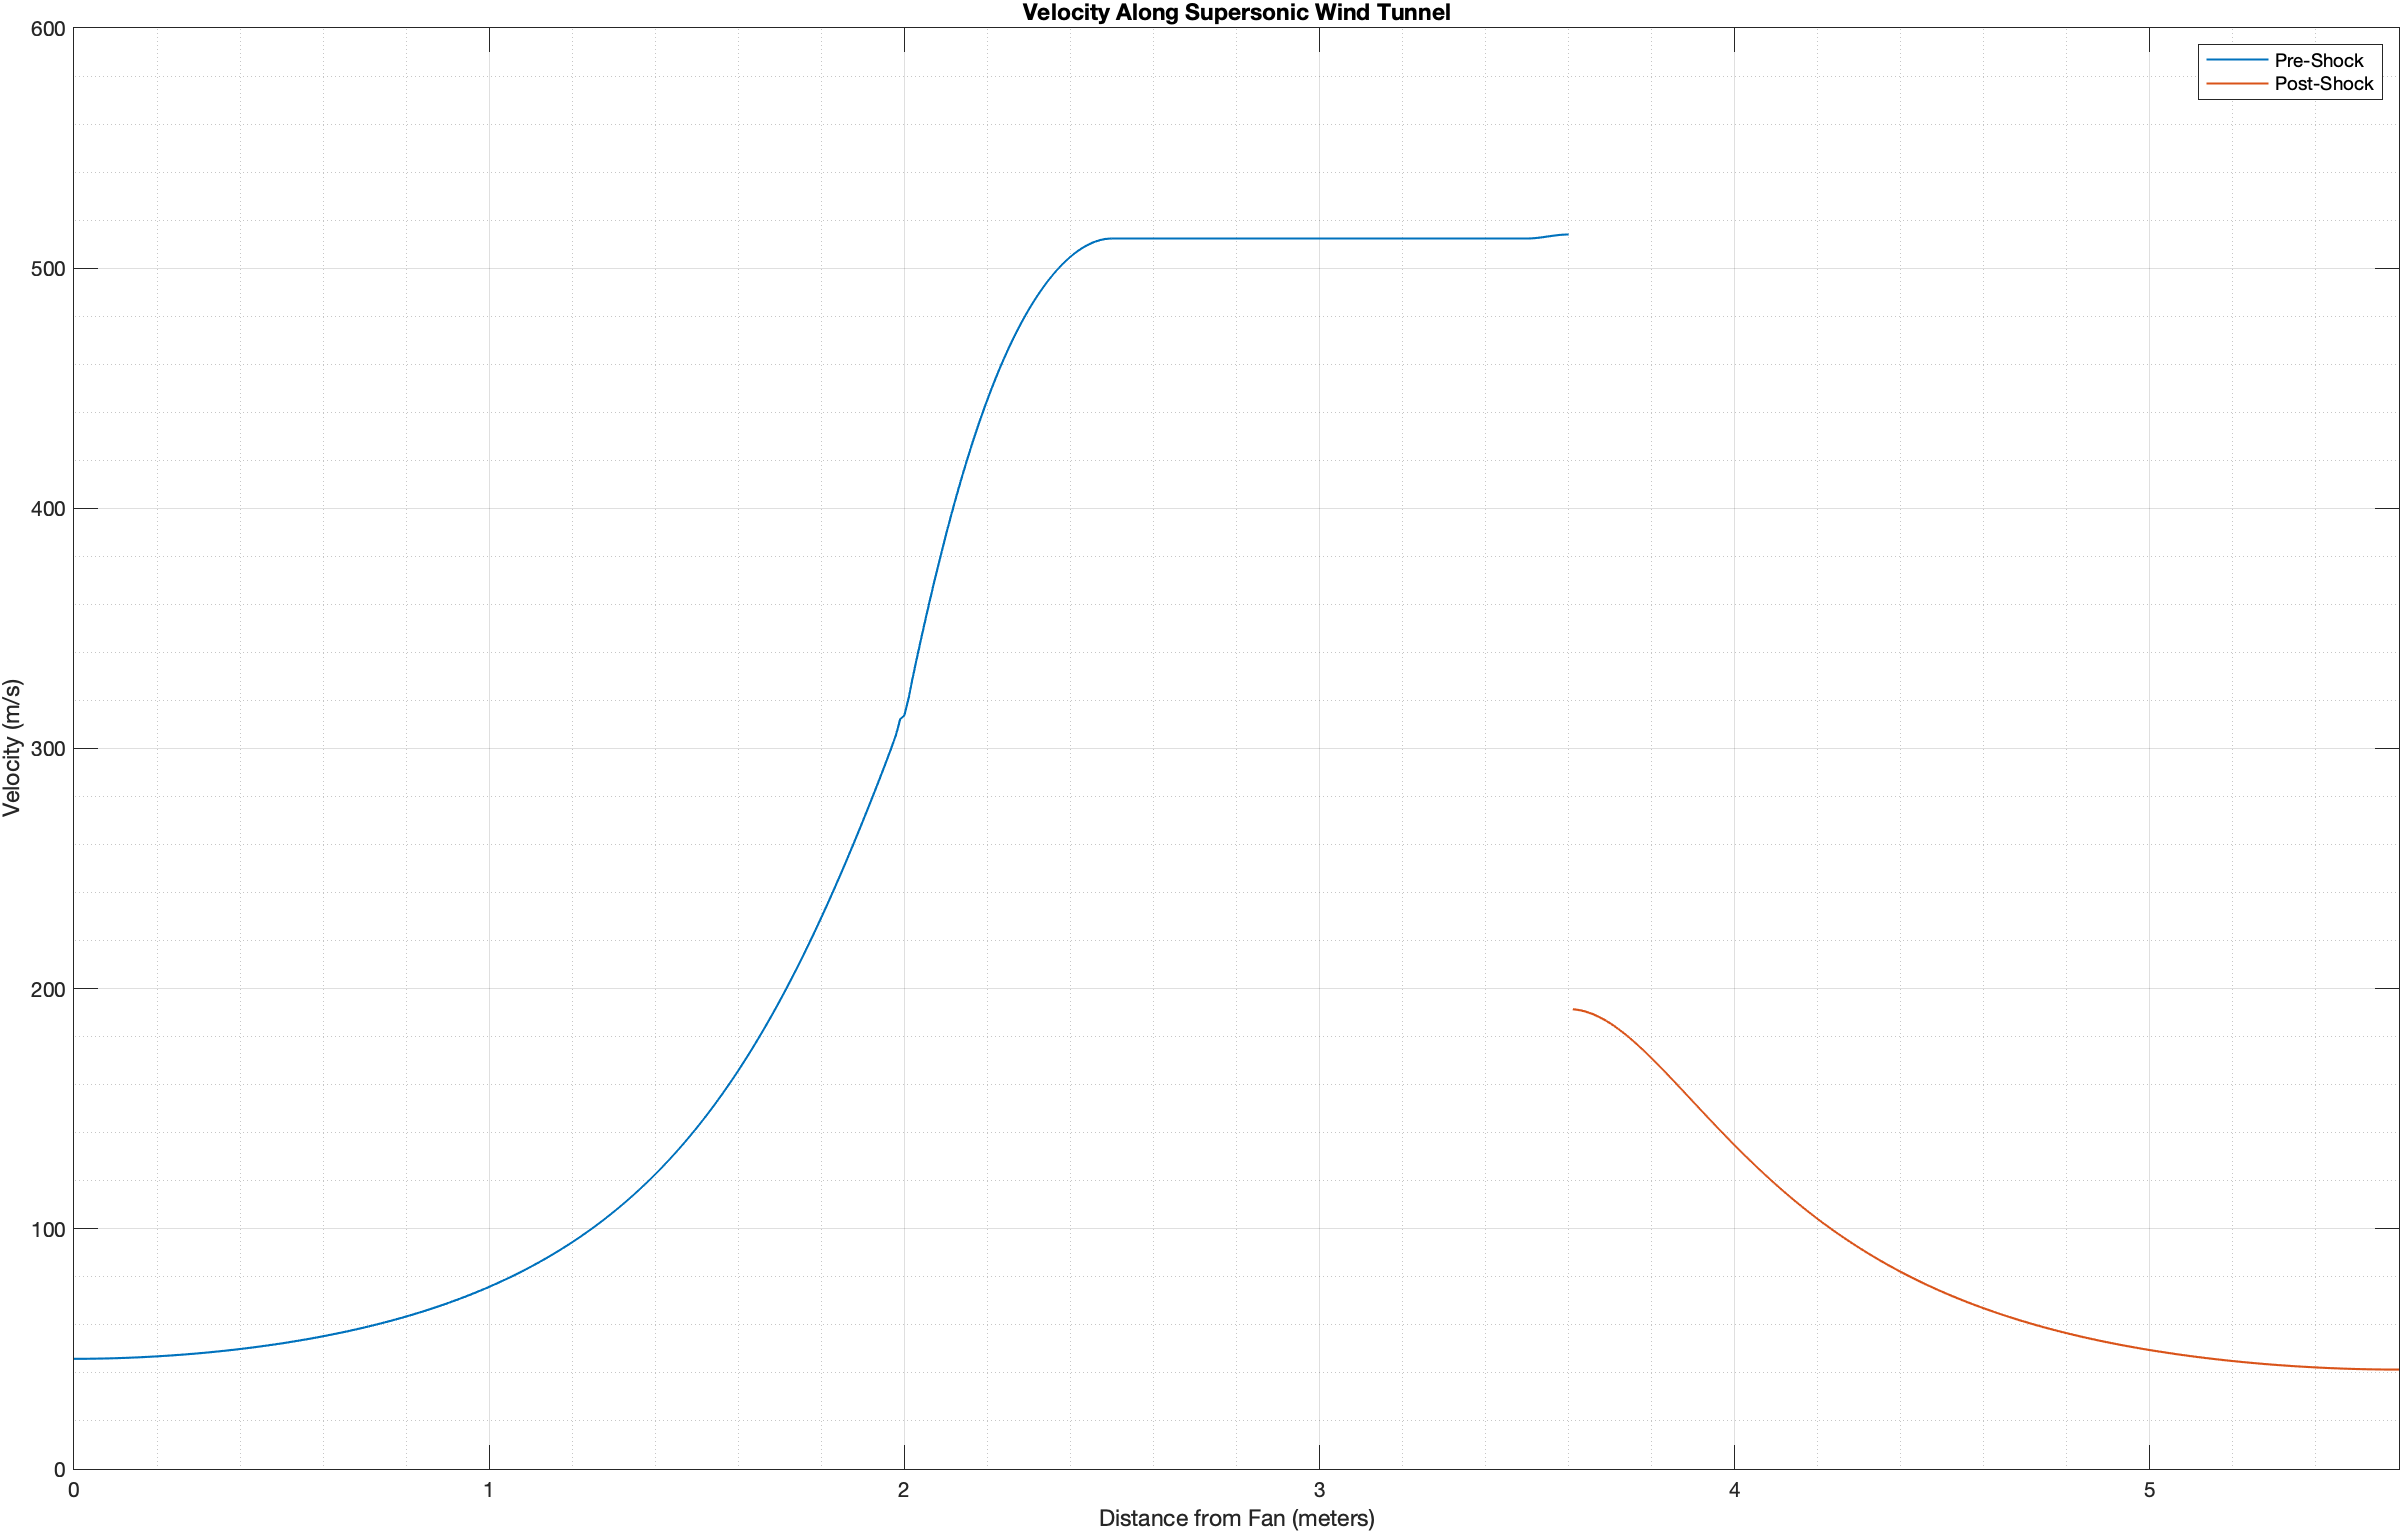 Velocity Along Supersonic Wind Tunnel
Pre-Shock
Post-Shock
Velocity (m/s)
600
500
400
300
200
100
0
0 1 2 3 4 5
Distance from Fan (meters)